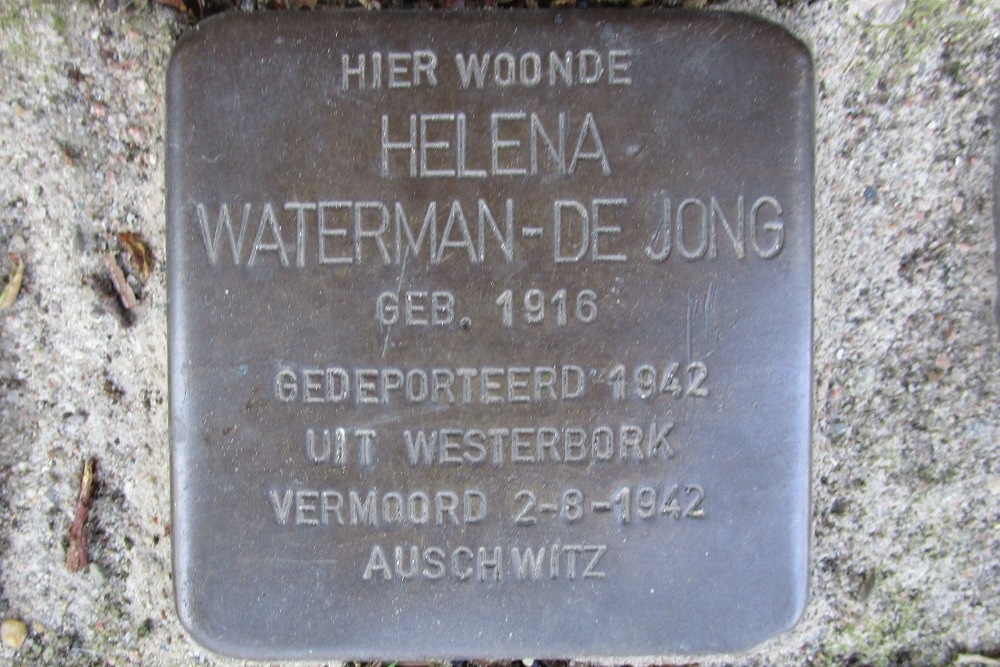 HIER WOONDE
HELENA
WATERMAN-DE JONG
GEB. 1916
GEDEPORTEERD 1942
UIT WESTERBORK
VERMOORD 2-8-1942
AUSCHWITZ